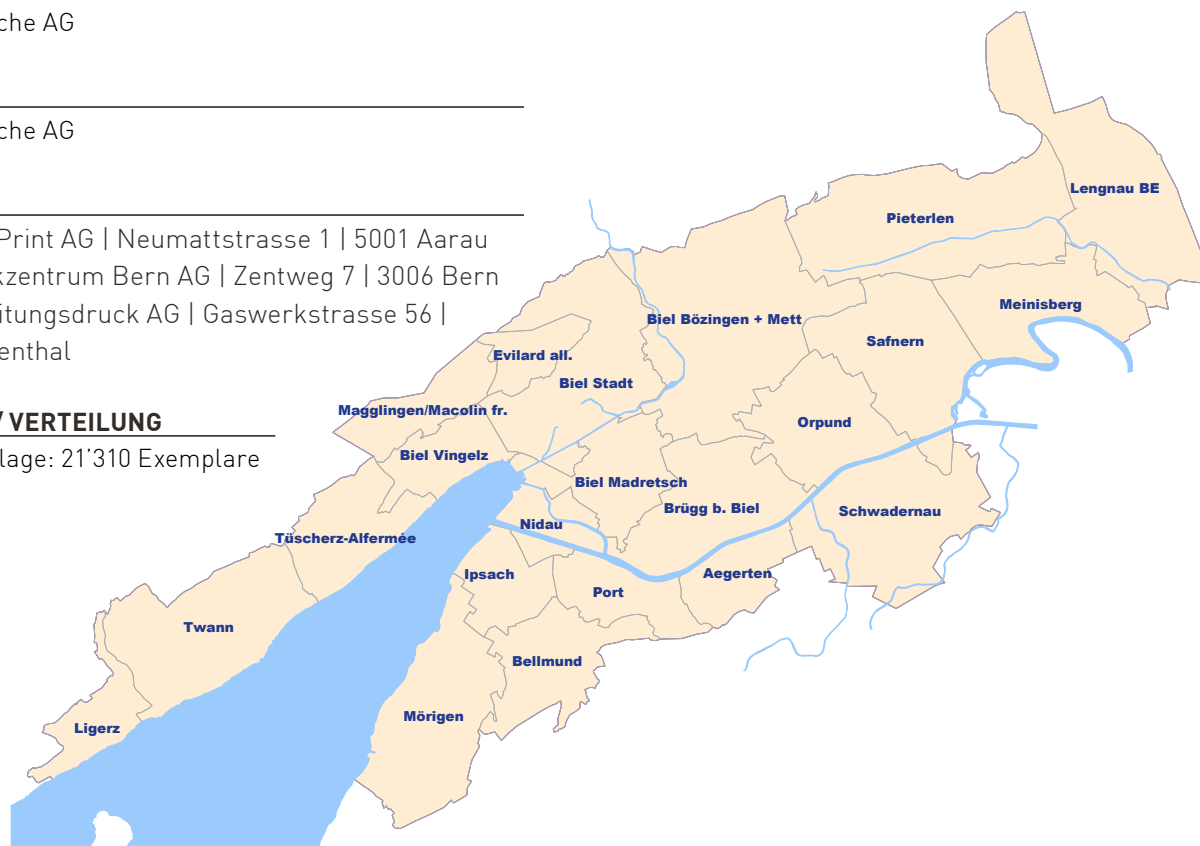 che AG
che AG
Print AG | Neumattstrasse 1 | 5001 Aarau
kzentrum Bern AG | Zentweg 7 | 3006 Bern
itungsdruck AG | Gaswerkstrasse 56 |
enthal
/ VERTEILUNG
lage: 21'310 Exemplare
Lengnau BE
Pieterlen
Meinisberg
Biel Bözingen + Mett
Safnern
Evilard all.
Biel Stadt
Magglingen/Macolin fr.
Orpund
Biel Vingelz
Biel Madretsch
Brügg b. Biel
Schwadernau
Nidau
Tüscherz-Alfermée
Ipsach
Aegerten
Port
Twann
Bellmund
Mörigen
Ligerz